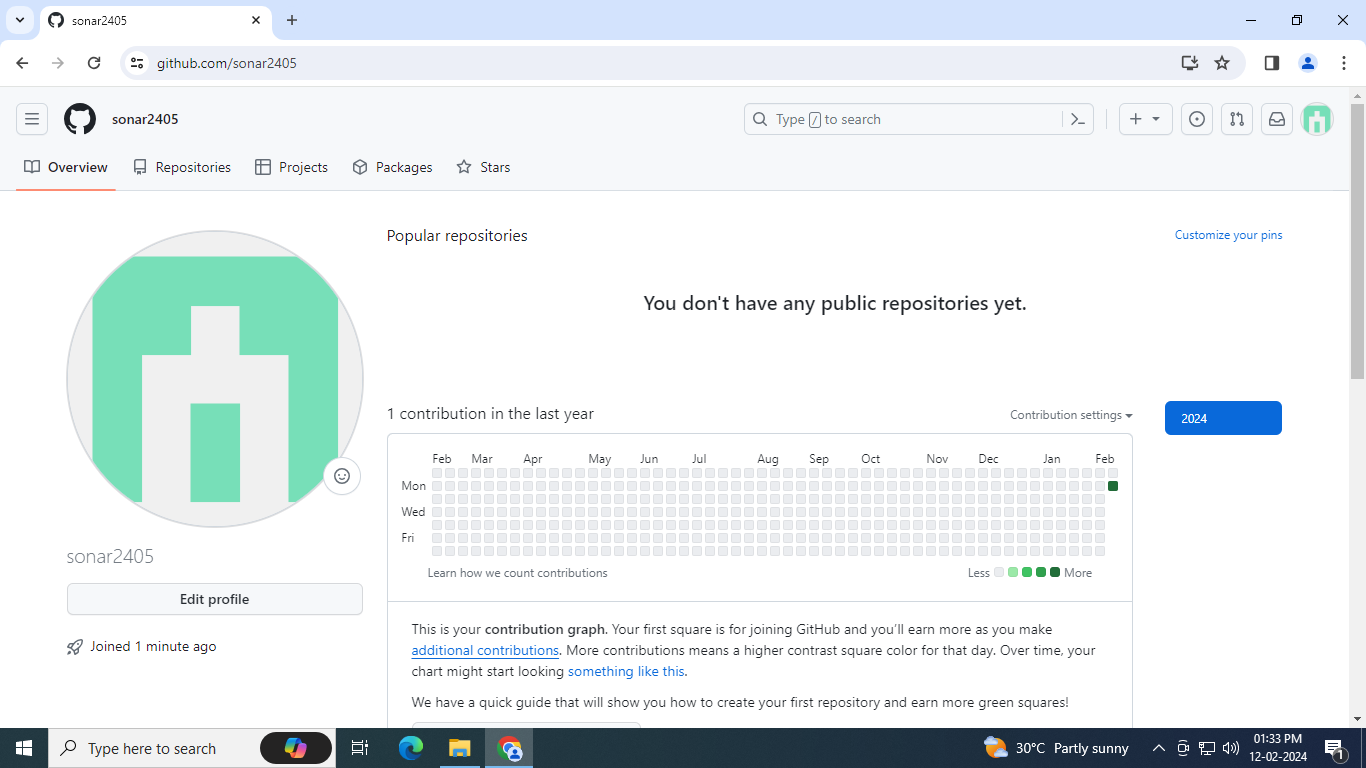 sonar2405
github.com/sonar2405
sonar2405
Type / to search
Overview
Repositories
Projects
Packages
Stars
Popular repositories
Customize your pins
You don't have any public repositories yet.
1 contribution in the last year
Contribution settings
2024
Feb Mar Apr May Jun Jul Aug Sep Oct Nov Dec Jan Feb
Mon
Wed
Fri
Learn how we count contributions
Less More
sonar2405
Edit profile
Joined 1 minute ago
This is your contribution graph. Your first square is for joining GitHub and you'll earn more as you make
additional contributions. More contributions means a higher contrast square color for that day. Over time, your
chart might start looking something like this.
We have a quick guide that will show you how to create your first repository and earn more green squares!
Type here to search
30°C Partly sunny
01:33 PM
12-02-2024
1